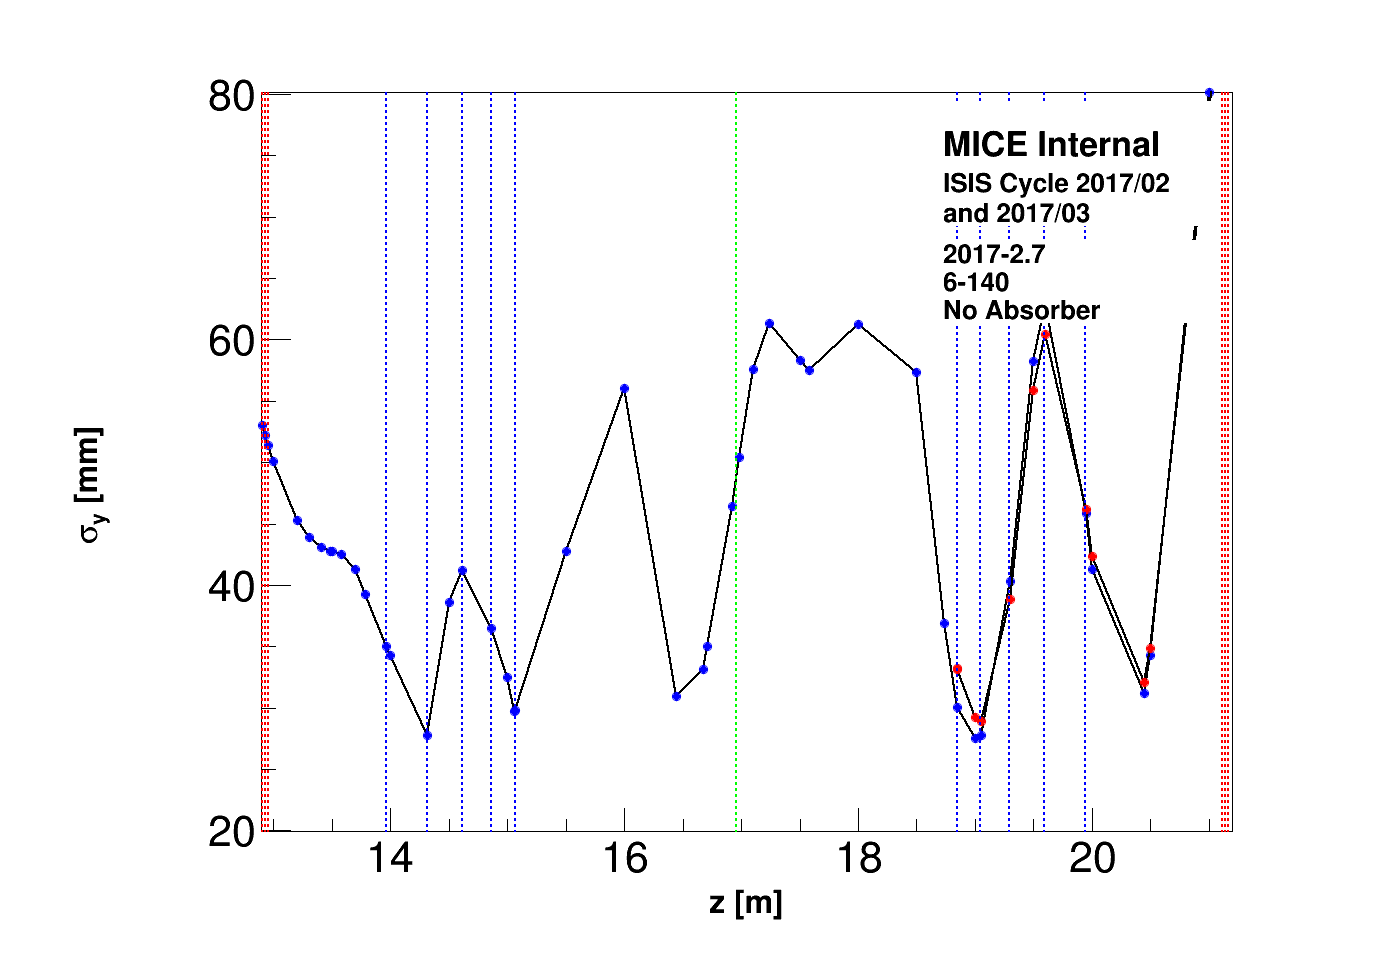 80
60
40
20
σy [mm]
MICE Internal
ISIS Cycle 2017/02
and 2017/03
2017-2.7
6-140
No Absorber
14 16 18 20
z [m]